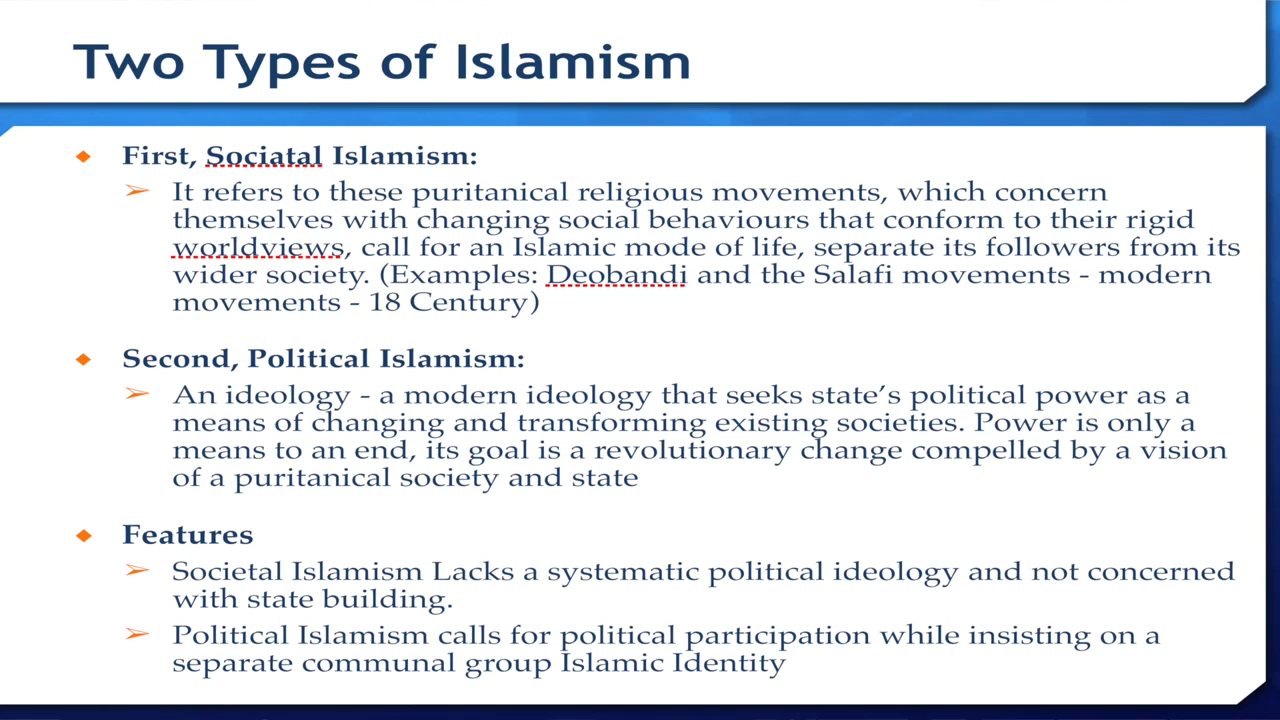 Two Types of Islamism
First, Sociatal Islamism:
It refers to these puritanical religious movements, which concern
themselves with changing social behaviours that conform to their rigid
worldviews, call for an Islamic mode of life, separate its followers from its
wider society. (Examples: Deobandi and the Salafi movements - modern
movements - 18 Century)
Second, Political Islamism:
An ideology - a modern ideology that seeks state’s political power as a
means of changing and transforming existing societies. Power is only a
means to an end, its goal is a revolutionary change compelled by a vision
of a puritanical society and state
Features
Societal Islamism Lacks a systematic political ideology and not concerned
with state building.
Political Islamism calls for political participation while insisting on a
separate communal group Islamic Identity